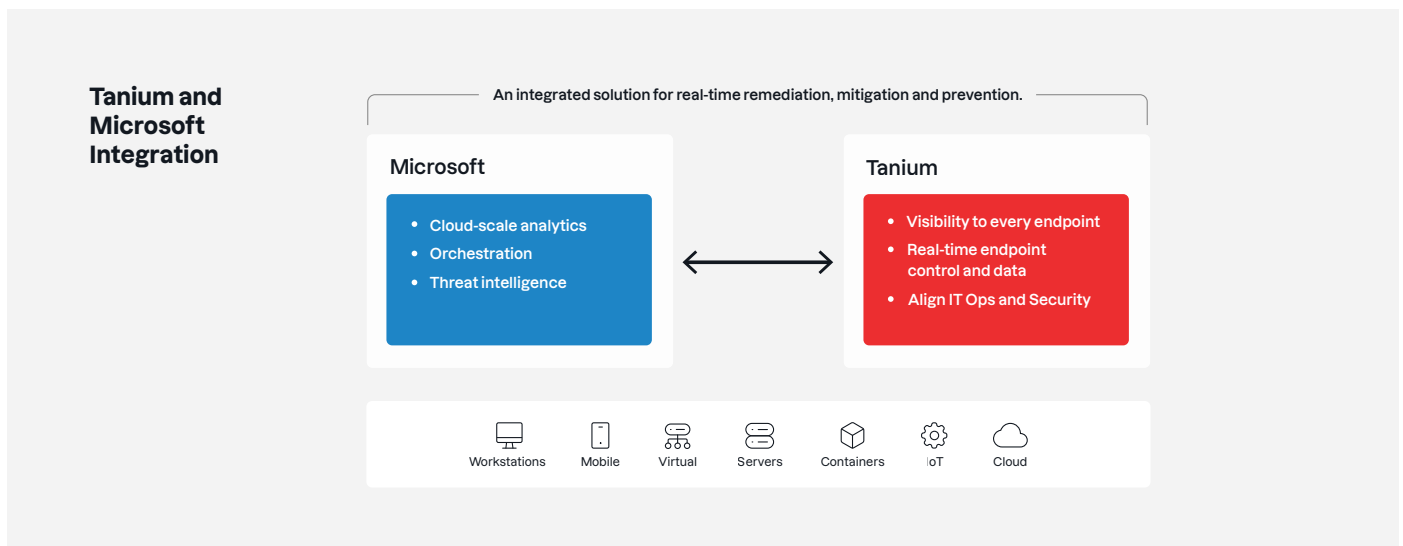 Tanium and
Microsoft
Integration
An integrated solution for real-time remediation, mitigation and prevention.
Microsoft
• Cloud-scale analytics
• Orchestration
• Threat intelligence
Tanium
• Visibility to every endpoint
• Real-time endpoint
control and data
• Align IT Ops and Security
Workstations Mobile Virtual Servers Containers IoT Cloud